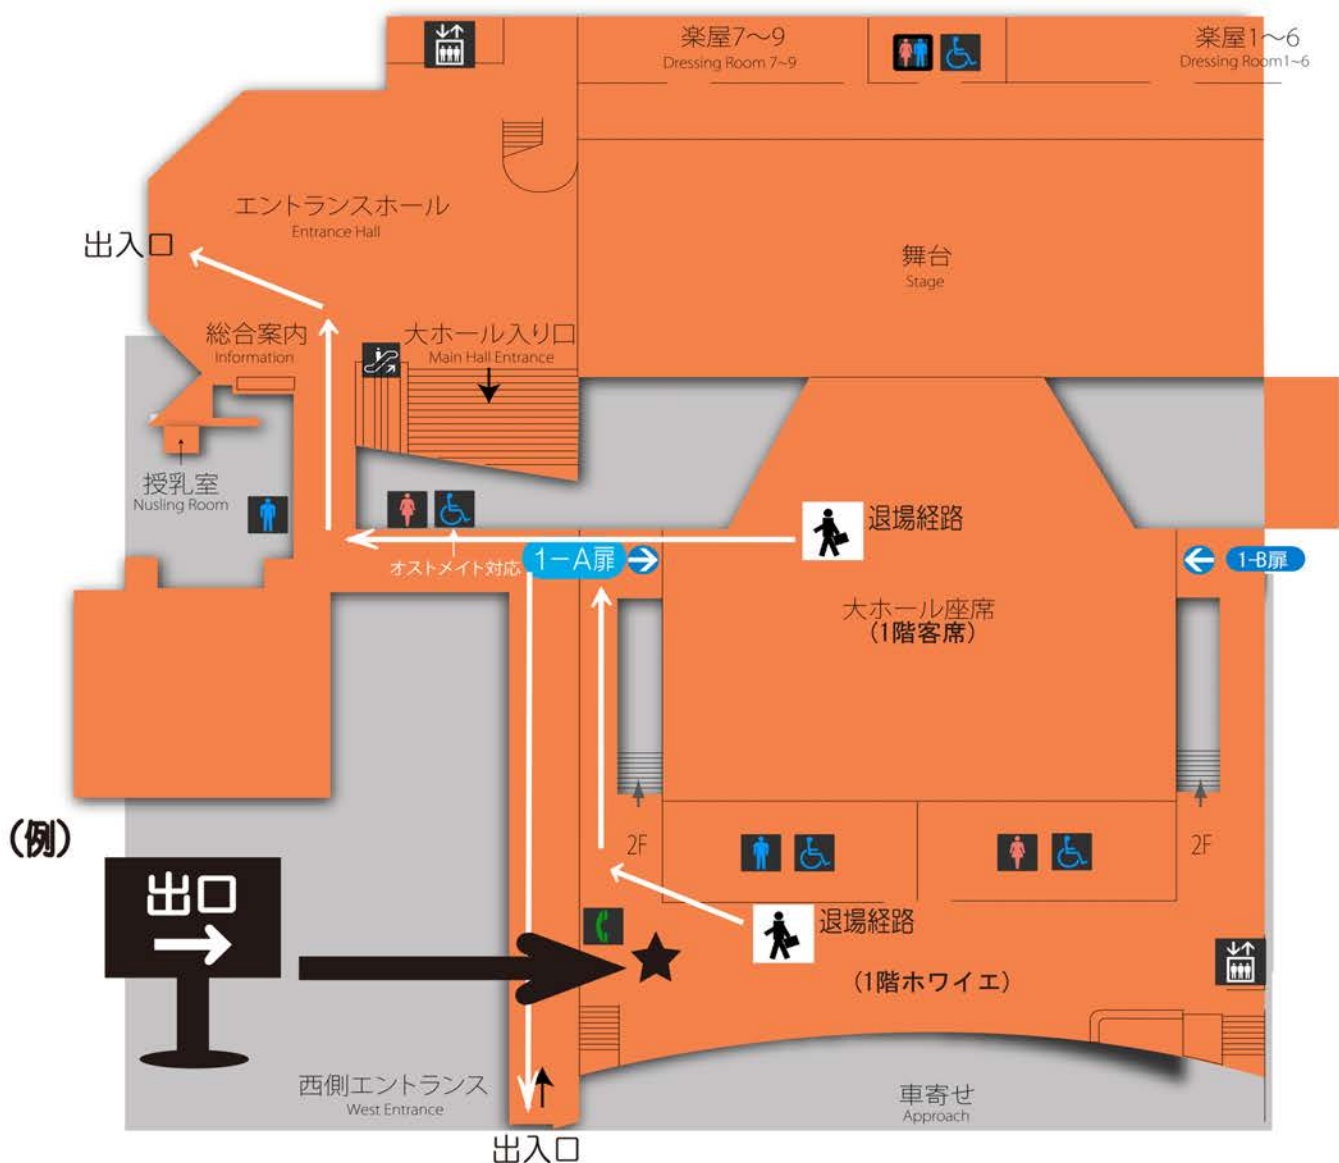 楽屋7～9
Dressing Room 7~9
楽屋1～6
Dressing Room1~6
エントランスホール
Entrance Hall
出入口
舞台
Stage
総合案内
Information
大ホール入り口
Main Hall Entrance
授乳室
Nusling Room
退場経路
オストメイト対応
1－A扉
1-B扉
大ホール座席
(1階客席)
(例)
出口
2F
2F
退場経路
(1階ホワイエ)
西側エントランス
West Entrance
車寄せ
Approach
出入口